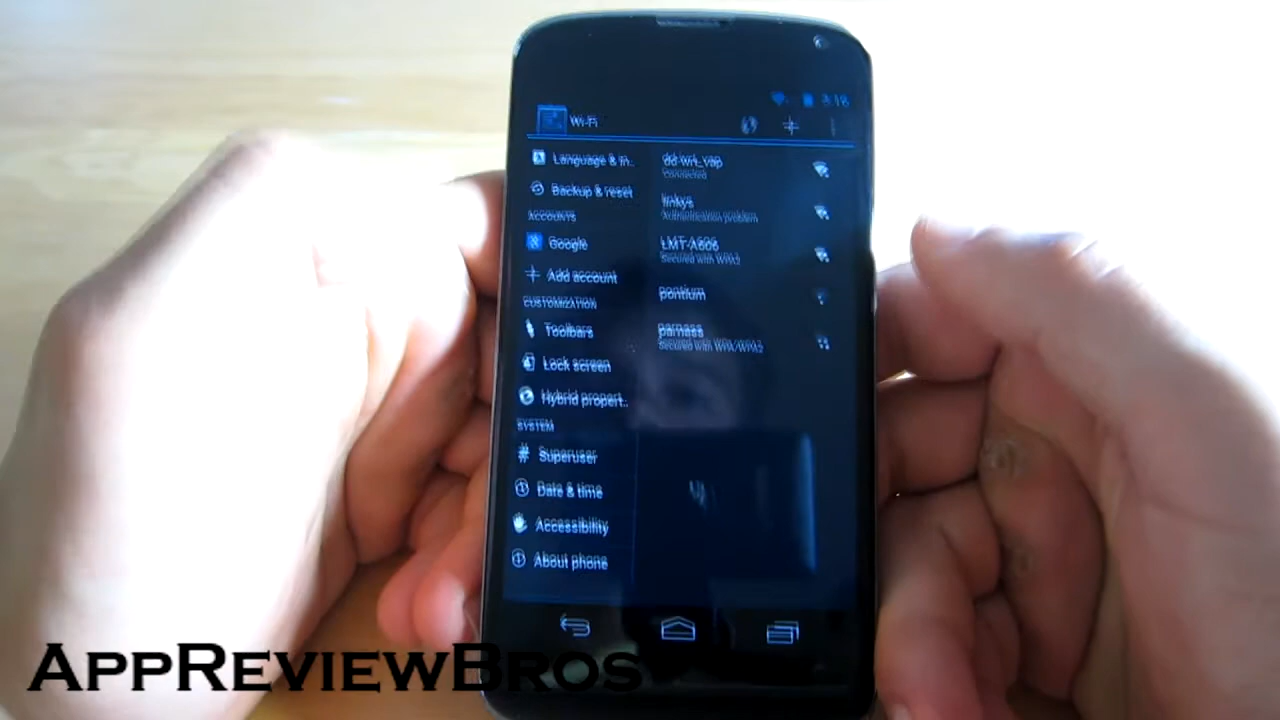 3:18
Wi-Fi
Language & in..
Backup & reset
ACCOUNTS
Google
Add account
CUSTOMIZATION
Toolbars
Lock screen
Hybrid propert..
SYSTEM
# Superuser
Date & time
Accessibility
About phone
dd-wrt_vap
Connected
linksys
Authentication problem
LMT-A606
Secured with WPA2
pontium
parnass
Secured with WPA/WPA2
AppReviewBros